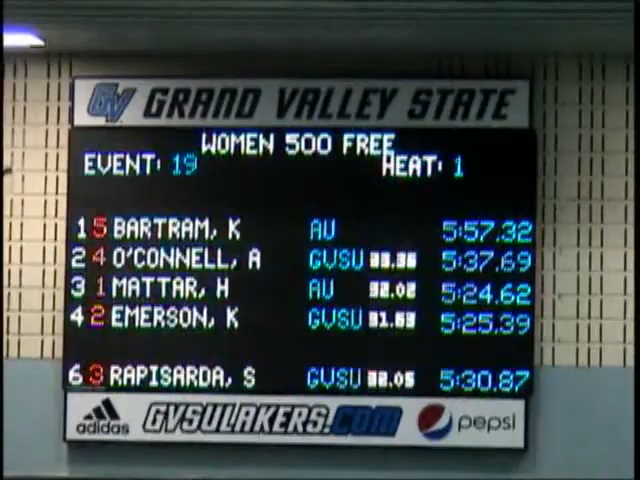 GV GRAND VALLEY STATE
WOMEN 500 FREE
EVENT: 19 HEAT: 1
1 5 BARTRAM, K AU 5:57.32
2 4 O'CONNELL, A GVSU 5:37.69
3 1 MATTAR, H AU 5:24.62
4 2 EMERSON, K GVSU 5:25.39
6 3 RAPISARDA, S GVSU 5:30.87
adidas GVSULAKERS.COM pepsi